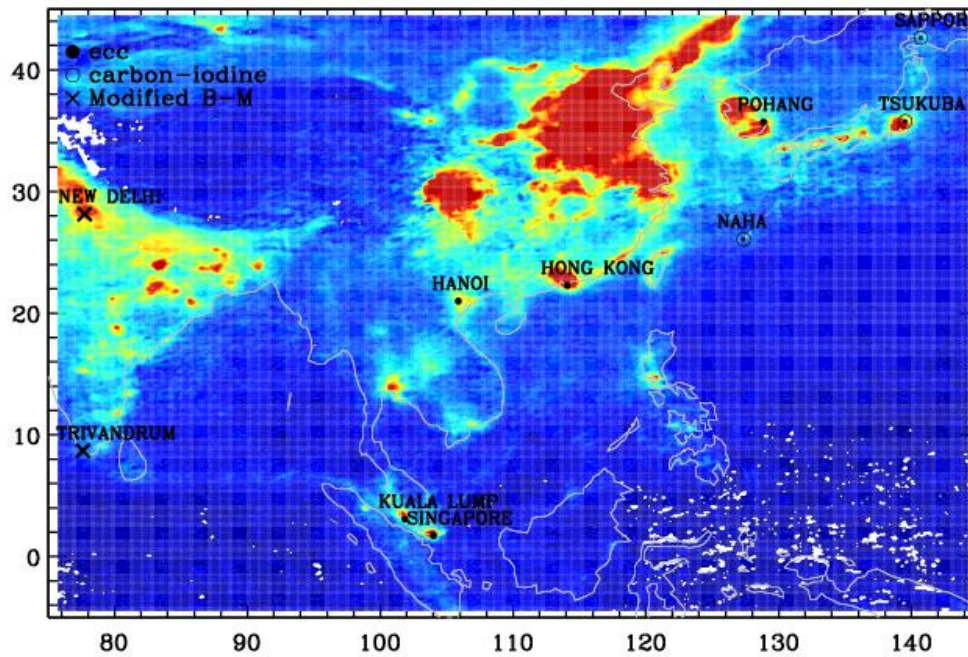 SAPPOR
40
ecc
carbon-iodine
Modified B-M
POHANG
TSUKUBA
30
NEW DELHI
NAHA
HONG KONG
HANOI
20
10
TRIVANDRUM
KUALA LUMP
SINGAPORE
0
80
90
100
110
120
130
140